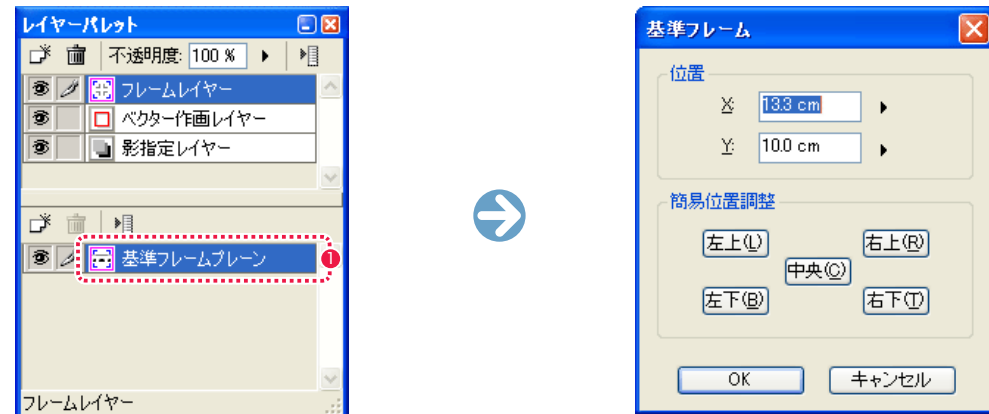 レイヤーパレット
不透明度: 100 %
フレームレイヤー
ベクター作画レイヤー
影指定レイヤー
基準フレームプレーン
1
フレームレイヤー
基準フレーム
位置
X: 13.3 cm
Y: 10.0 cm
簡易位置調整
左上(L) 右上(R)
中央(C)
左下(B) 右下(T)
OK キャンセル